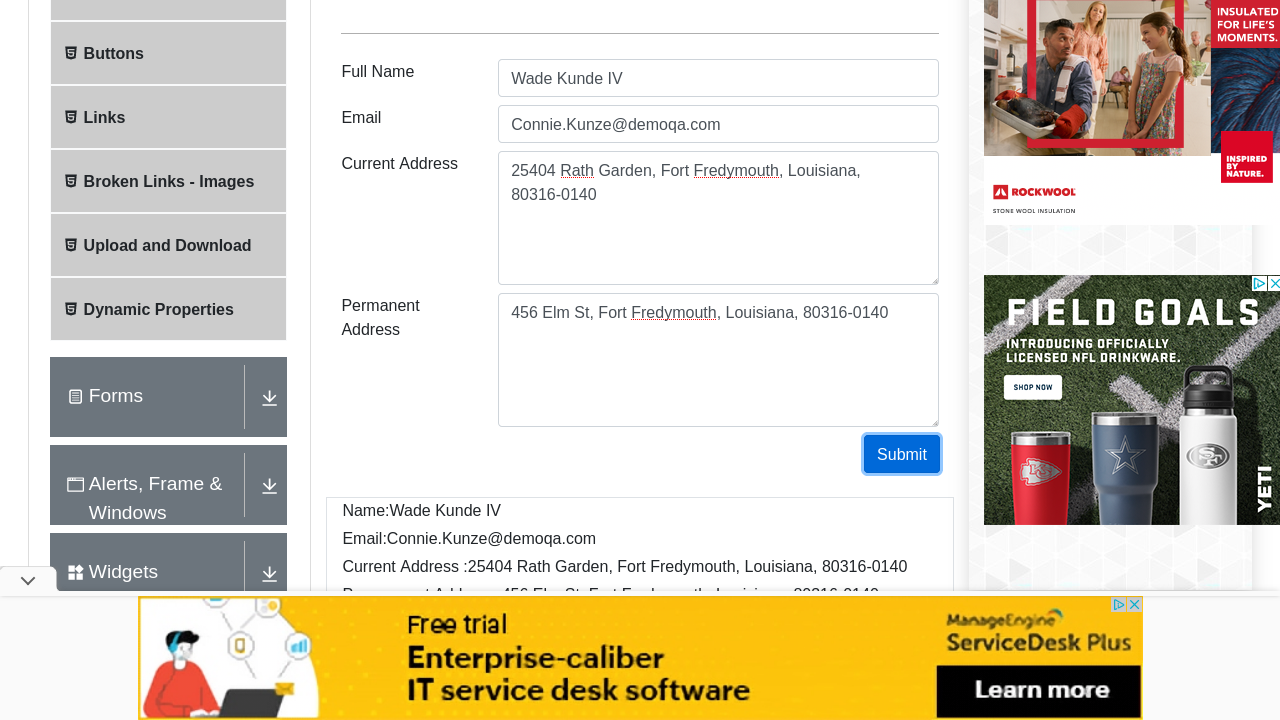 Buttons
Links
Broken Links - Images
Upload and Download
Dynamic Properties
Forms
Alerts, Frame &
Windows
Widgets
Full Name
Wade Kunde IV
Email
Connie.Kunze@demoqa.com
Current Address
25404 Rath Garden, Fort Fredymouth, Louisiana,
80316-0140
Permanent
Address
456 Elm St, Fort Fredymouth, Louisiana, 80316-0140
Submit
Name:Wade Kunde IV
Email:Connie.Kunze@demoqa.com
Current Address :25404 Rath Garden, Fort Fredymouth, Louisiana, 80316-0140
INSULATED
FOR LIFE'S
MOMENTS.
INSPIRED
BY
NATURE.
ROCKWOOL
STONE WOOL INSULATION
FIELD GOALS
INTRODUCING OFFICIALLY
LICENSED NFL DRINKWARE.
SHOP NOW
YETI
Free trial
Enterprise-caliber
IT service desk software
ManageEngine
ServiceDesk Plus
Learn more